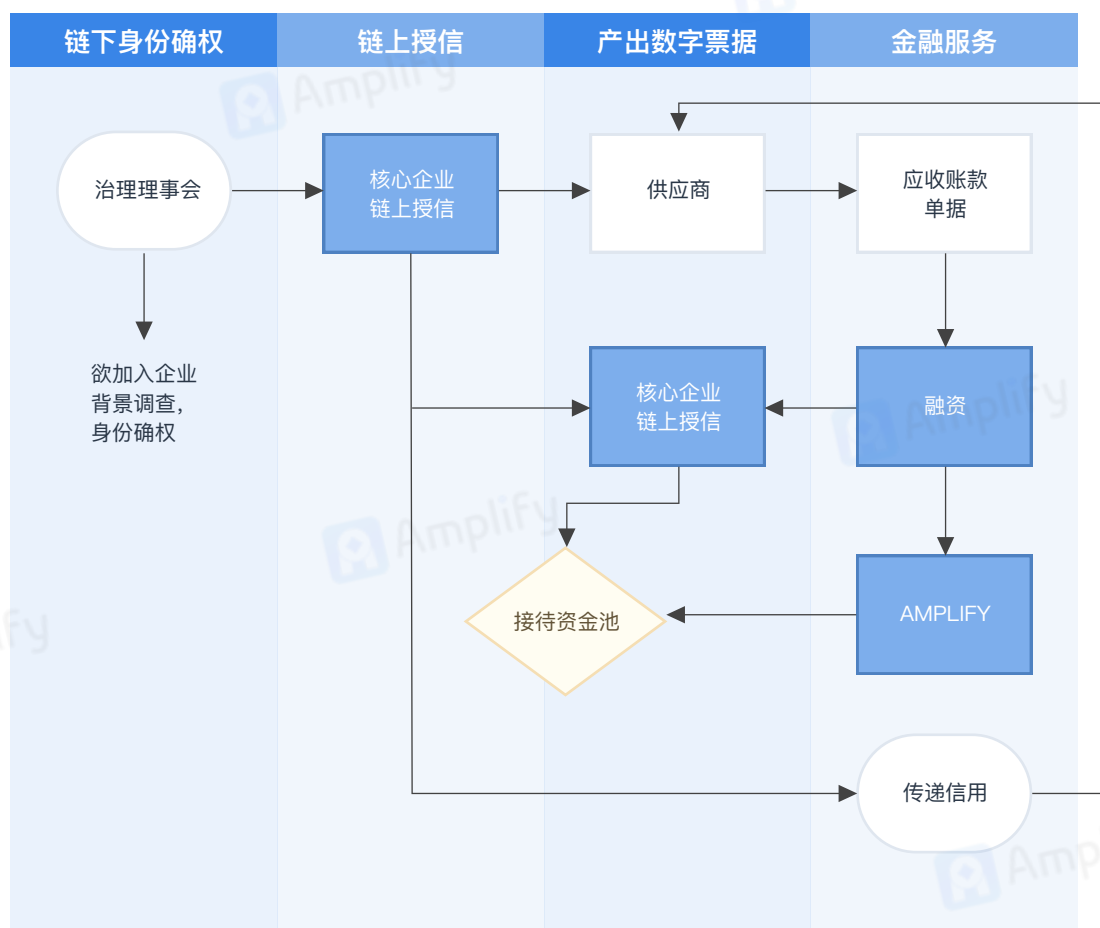 链下身份确权
链上授信
产出数字票据
金融服务
Amplify
治理理事会
核心企业
链上授信
供应商
应收账款
单据
欲加入企业
背景调查,
身份确权
核心企业
链上授信
融资
Amplify
Amplify
接待资金池
AMPLIFY
fy
传递信用
Amp